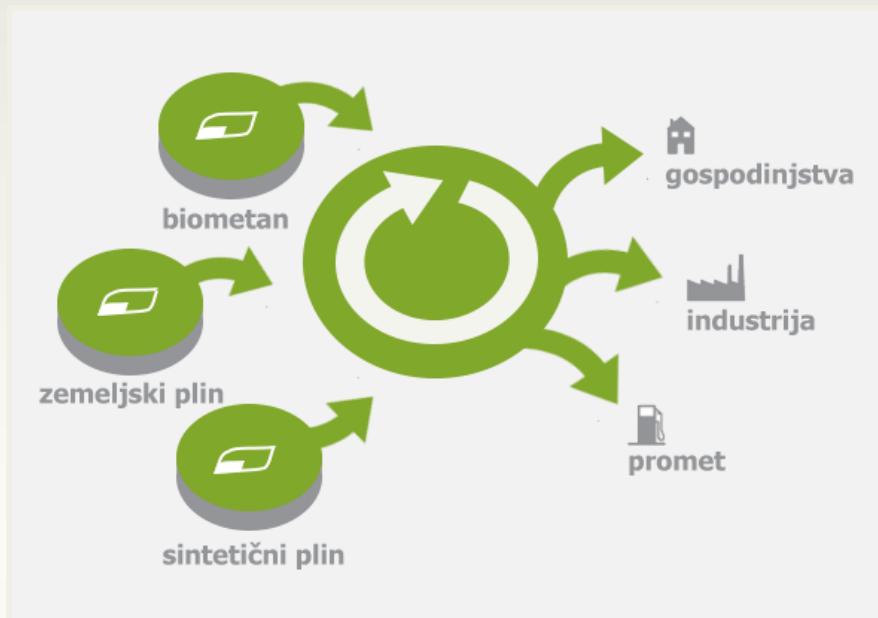 biometan
zemeljski plin
sintetični plin
gospodinjstva
industrija
promet